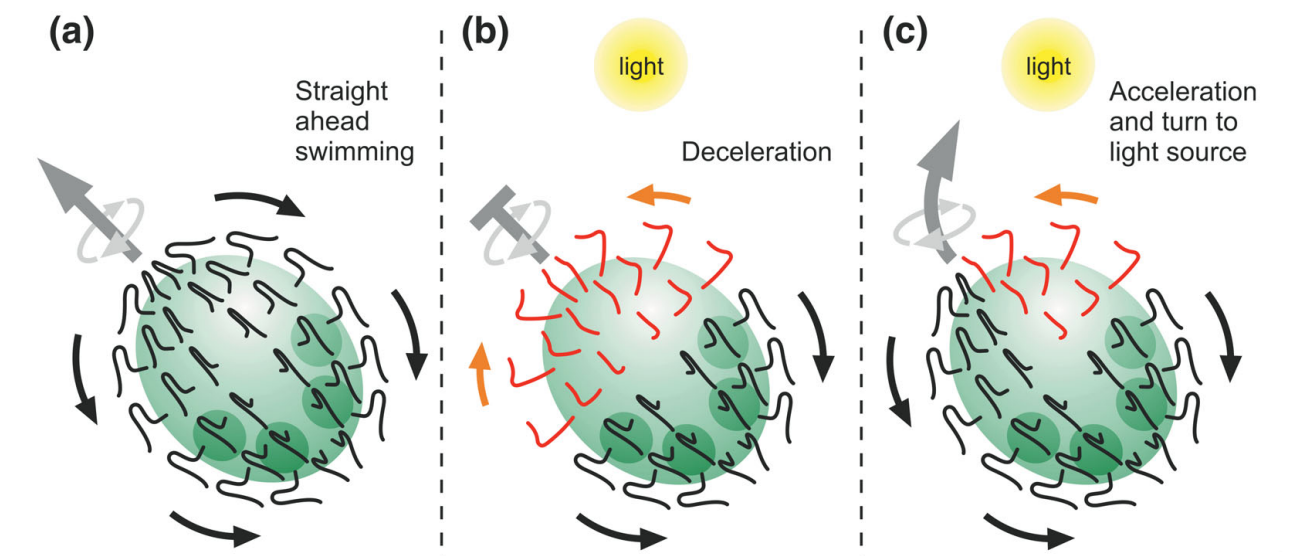 (a)
Straight
ahead
swimming
(b)
light
Deceleration
(c)
light
Acceleration
and turn to
light source